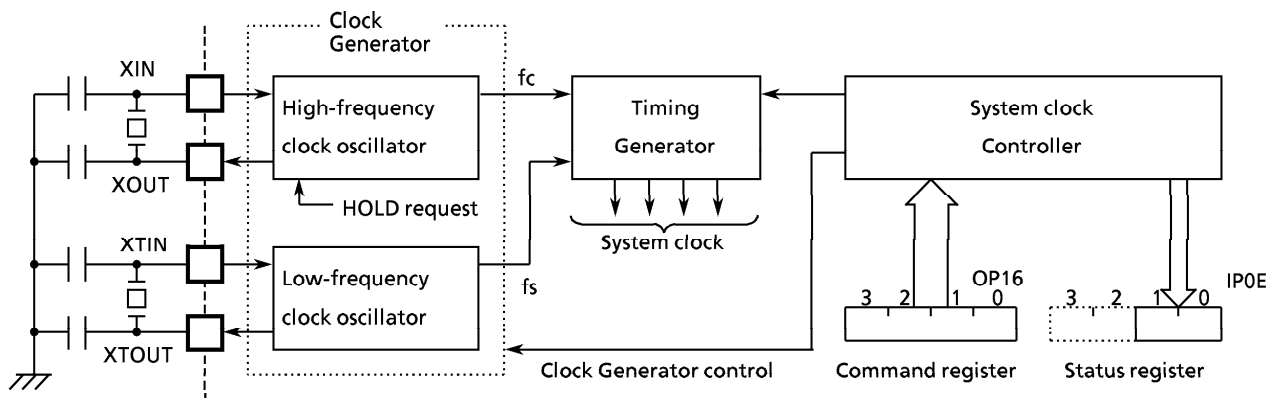 Clock
Generator
XIN
High-frequency
clock oscillator
XOUT
HOLD request
fc
Timing
Generator
System clock
System clock
Controller
XTIN
Low-frequency
clock oscillator
XTOUT
fs
Clock Generator control
OP16
3 2 1 0
Command register
IP0E
3 2 1 0
Status register